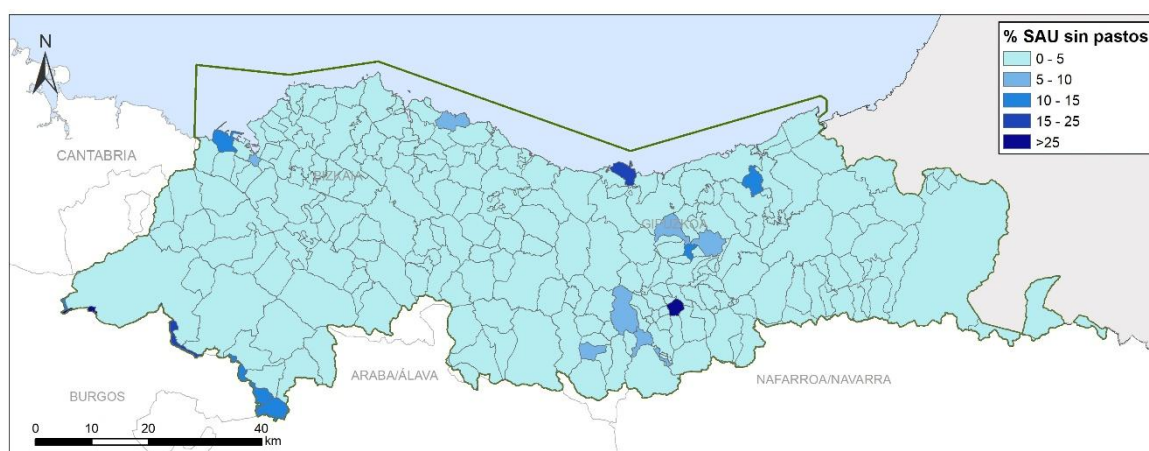 N
% SAU sin pastos
0 - 5
5 - 10
10 - 15
15 - 25
>25
CANTABRIA
BIZKAIA
GIPUZKOA
ARABA/ÁLAVA
NAFARROA/NAVARRA
BURGOS
0 10 20 40
km